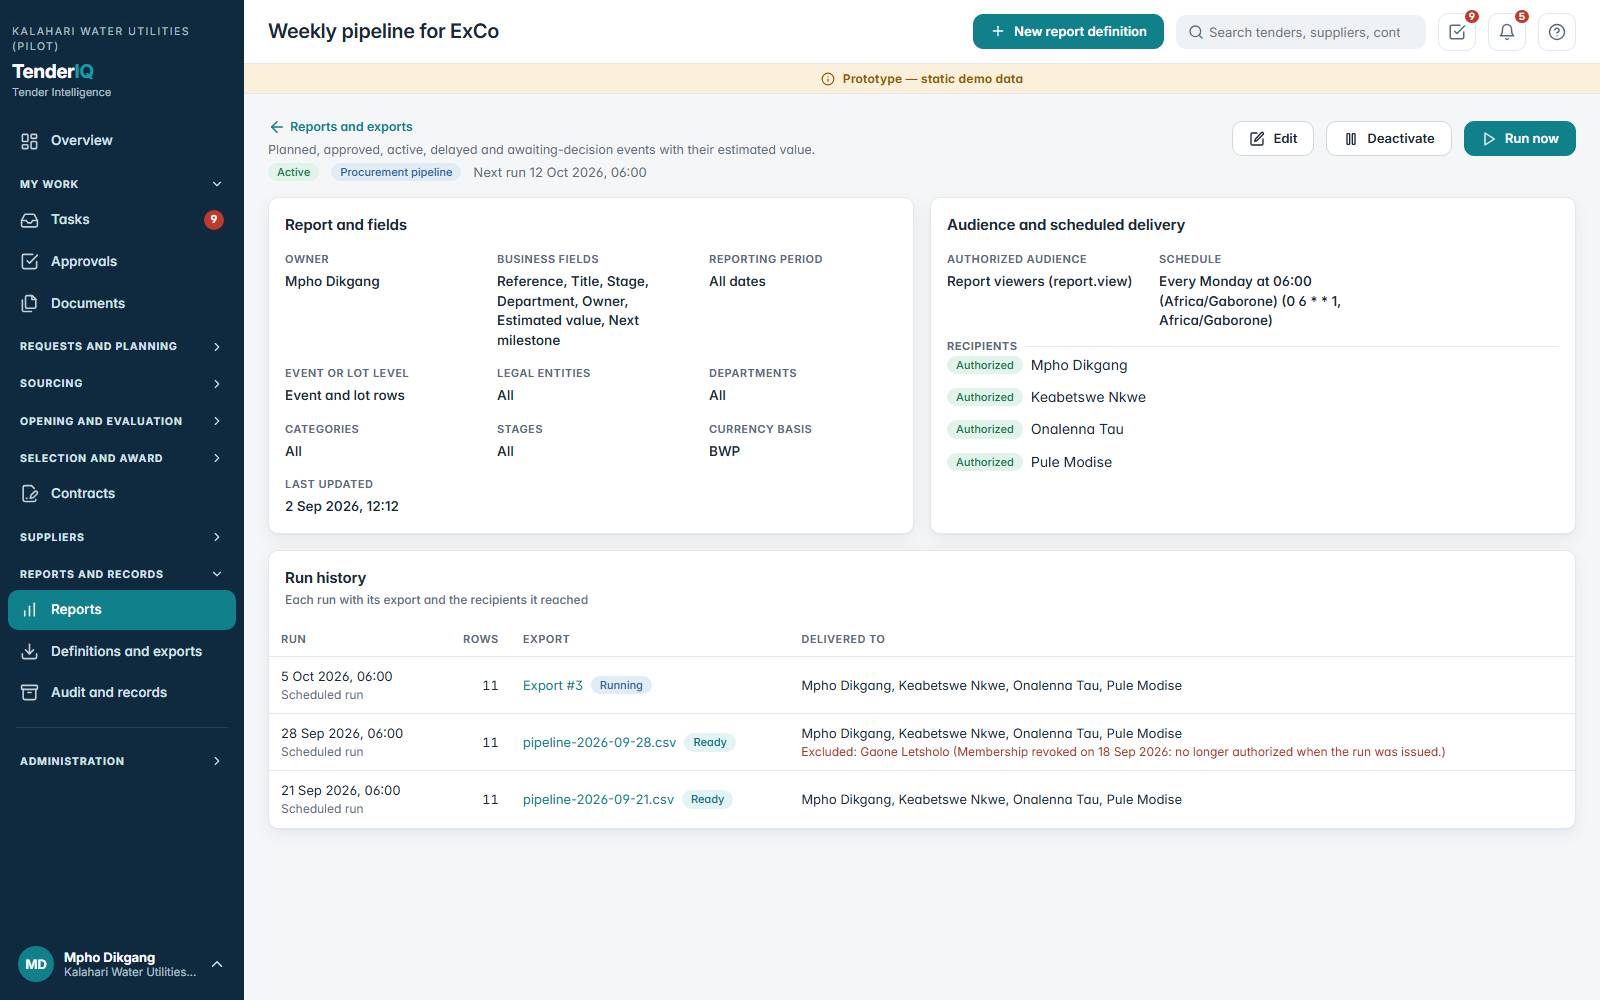 KALAHARI WATER UTILITIES
(PILOT)
TenderIQ
Tender Intelligence
Overview
MY WORK
Tasks
9
Approvals
Documents
REQUESTS AND PLANNING
SOURCING
OPENING AND EVALUATION
SELECTION AND AWARD
Contracts
SUPPLIERS
REPORTS AND RECORDS
Reports
Definitions and exports
Audit and records
ADMINISTRATION
MD
Mpho Dikgang
Kalahari Water Utilities...
Weekly pipeline for ExCo
New report definition
Search tenders, suppliers, cont
9
5
Prototype — static demo data
Reports and exports
Planned, approved, active, delayed and awaiting-decision events with their estimated value.
Active
Procurement pipeline
Next run 12 Oct 2026, 06:00
Edit
Deactivate
Run now
Report and fields
OWNER
Mpho Dikgang
BUSINESS FIELDS
Reference, Title, Stage,
Department, Owner,
Estimated value, Next
milestone
REPORTING PERIOD
All dates
EVENT OR LOT LEVEL
Event and lot rows
LEGAL ENTITIES
All
DEPARTMENTS
All
CATEGORIES
All
STAGES
All
CURRENCY BASIS
BWP
LAST UPDATED
2 Sep 2026, 12:12
Audience and scheduled delivery
AUTHORIZED AUDIENCE
Report viewers (report.view)
SCHEDULE
Every Monday at 06:00
(Africa/Gaborone) (0 6 * * 1,
Africa/Gaborone)
RECIPIENTS
Authorized Mpho Dikgang
Authorized Keabetswe Nkwe
Authorized Onalenna Tau
Authorized Pule Modise
Run history
Each run with its export and the recipients it reached
RUN ROWS EXPORT DELIVERED TO
5 Oct 2026, 06:00
Scheduled run
11
Export #3 Running
Mpho Dikgang, Keabetswe Nkwe, Onalenna Tau, Pule Modise
28 Sep 2026, 06:00
Scheduled run
11
pipeline-2026-09-28.csv Ready
Mpho Dikgang, Keabetswe Nkwe, Onalenna Tau, Pule Modise
Excluded: Gaone Letsholo (Membership revoked on 18 Sep 2026: no longer authorized when the run was issued.)
21 Sep 2026, 06:00
Scheduled run
11
pipeline-2026-09-21.csv Ready
Mpho Dikgang, Keabetswe Nkwe, Onalenna Tau, Pule Modise